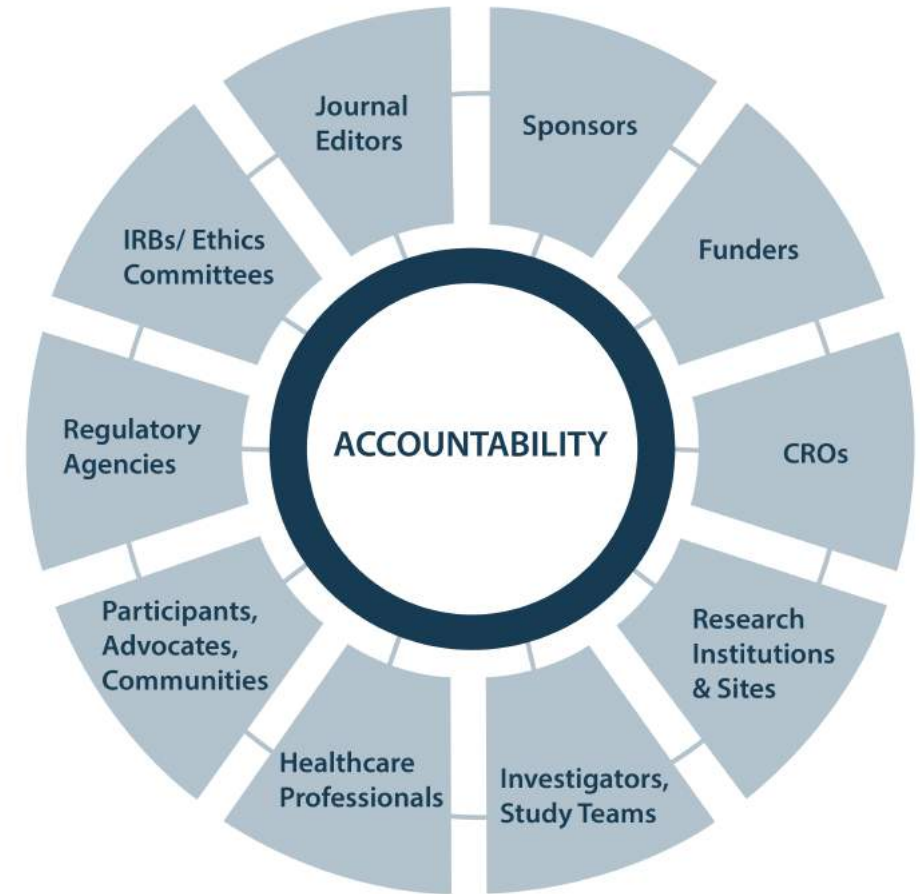 Journal
Editors
Sponsors
IRBs/ Ethics
Committees
Funders
Regulatory
Agencies
ACCOUNTABILITY
CROs
Participants,
Advocates,
Communities
Research
Institutions
& Sites
Healthcare
Professionals
Investigators,
Study Teams